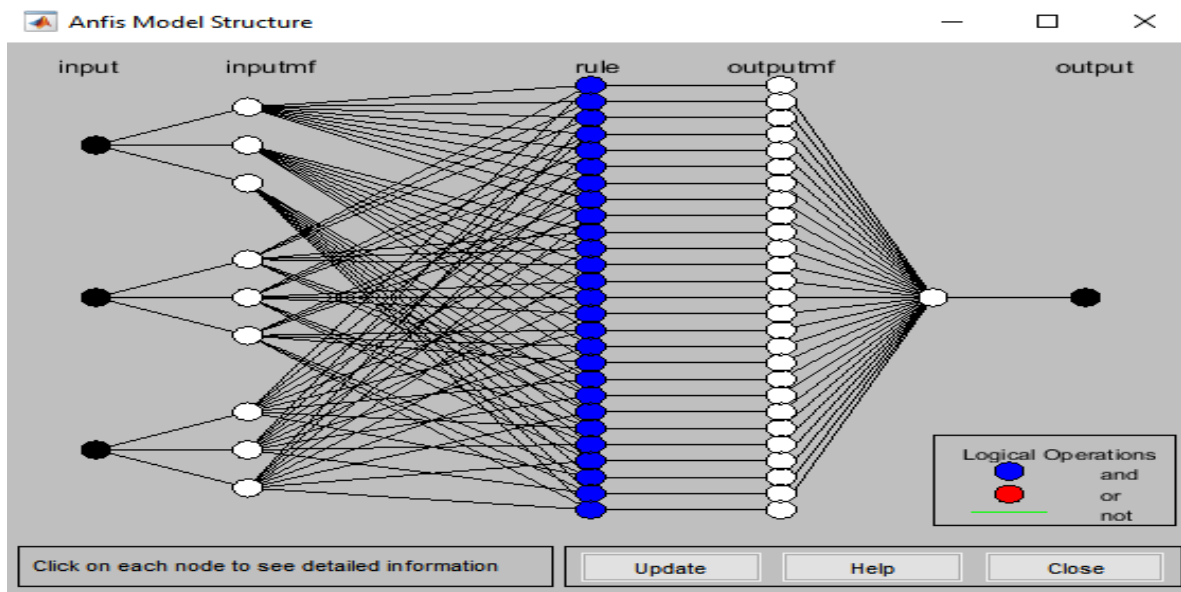 Anfis Model Structure
input inputmf rule outputmf output
Logical Operations
and
or
not
Click on each node to see detailed information
Update Help Close